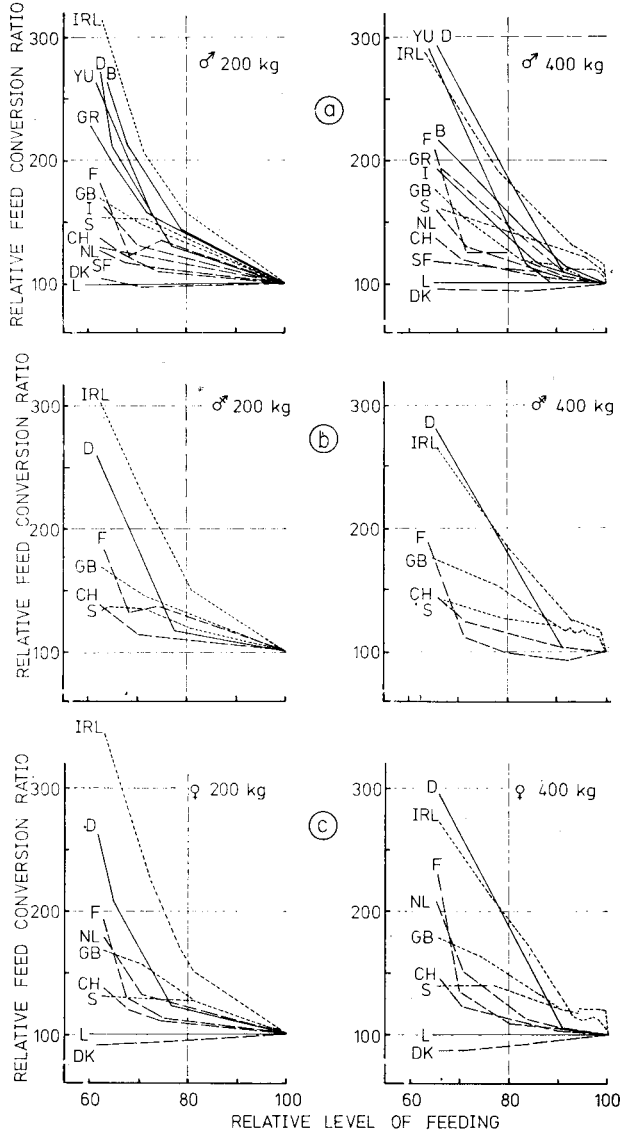 RELATIVE FEED CONVERSION RATIO
300
200
100
IRL
D
B
YU
GR
F
GB
I
S
CH
NL
SF
DK
L
♂ 200 kg
a
YU D
IRL
F B
GR
I
GB
S
NL
CH
SF
L
DK
♂ 400 kg
RELATIVE FEED CONVERSION RATIO
300
200
100
IRL
D
F
GB
CH
S
200 kg
b
D
IRL
F
GB
CH
S
400 kg
RELATIVE FEED CONVERSION RATIO
300
200
100
IRL
D
F
NL
GB
CH
S
L
DK
♀ 200 kg
c
D
IRL
F
NL
GB
CH
S
L
DK
♀ 400 kg
60 80 100 60 80 100
RELATIVE LEVEL OF FEEDING